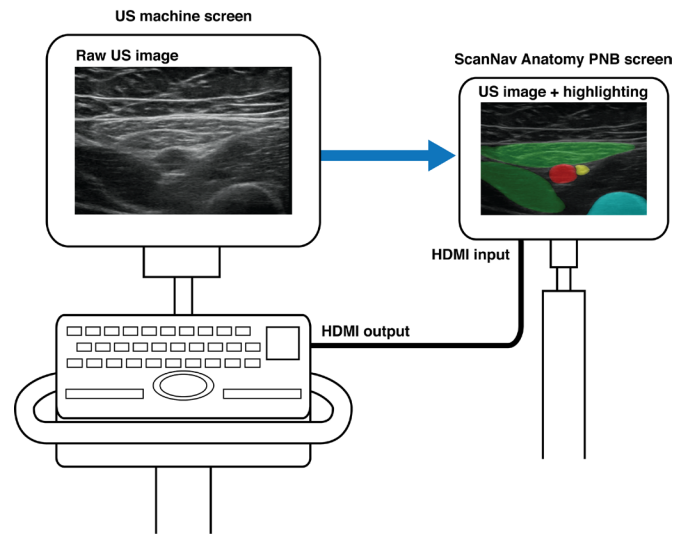 US machine screen
Raw US image
ScanNav Anatomy PNB screen
US image + highlighting
HDMI input
HDMI output